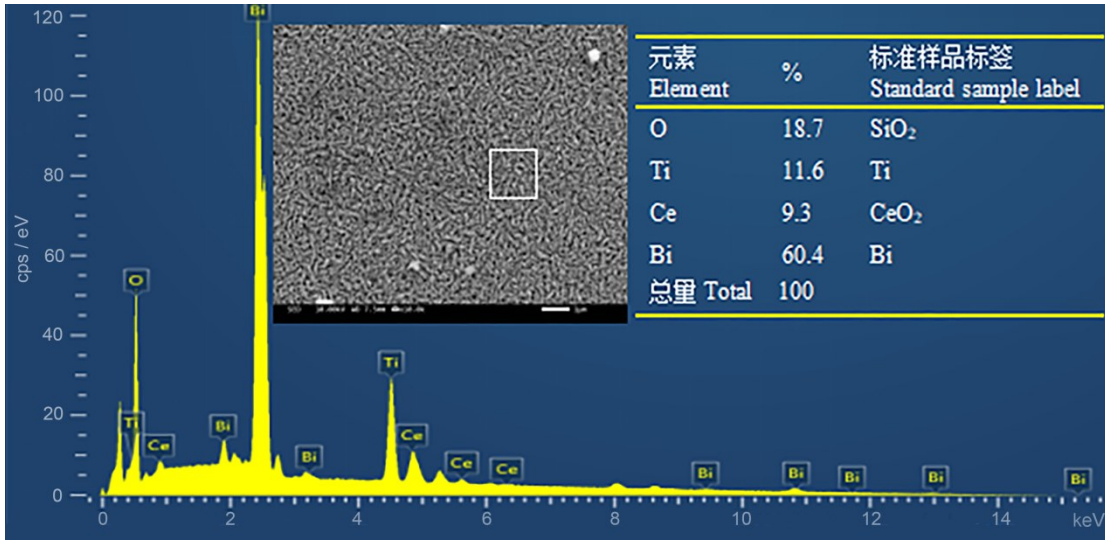 120
100
80
60
40
20
0
cps / eV
Bi
O
Ti
Ce
Bi
Bi
Ti
Ce
Ce
Ce
Bi
Bi
Bi
Bi
Bi
0 2 4 6 8 10 12 14 keV
元素 % 标准样品标签
Element Standard sample label
O 18.7 SiO₂
Ti 11.6 Ti
Ce 9.3 CeO₂
Bi 60.4 Bi
总量 Total 100